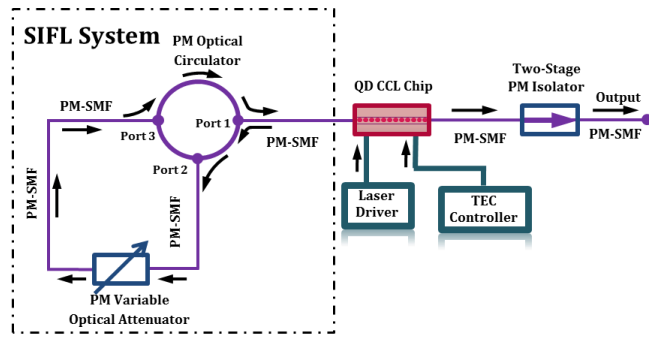 SIFL System
PM Optical
Circulator
PM-SMF
Port 3
Port 1
Port 2
PM-SMF
PM-SMF
PM-SMF
PM Variable
Optical Attenuator
QD CCL Chip
Laser
Driver
TEC
Controller
PM-SMF
Two-Stage
PM Isolator
Output
PM-SMF